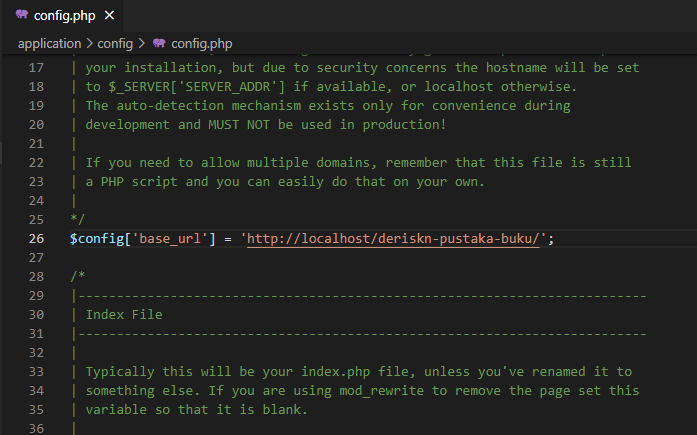 config.php ×
application > config > config.php
17 | your installation, but due to security concerns the hostname will be set
18 | to $_SERVER['SERVER_ADDR'] if available, or localhost otherwise.
19 | The auto-detection mechanism exists only for convenience during
20 | development and MUST NOT be used in production!
21 |
22 | If you need to allow multiple domains, remember that this file is still
23 | a PHP script and you can easily do that on your own.
24 |
25 */
26 $config['base_url'] = 'http://localhost/deriskn-pustaka-buku/';
27
28 /*
29 |--------------------------------------------------------------------------
30 | Index File
31 |--------------------------------------------------------------------------
32 |
33 | Typically this will be your index.php file, unless you've renamed it to
34 | something else. If you are using mod_rewrite to remove the page set this
35 | variable so that it is blank.
36 |